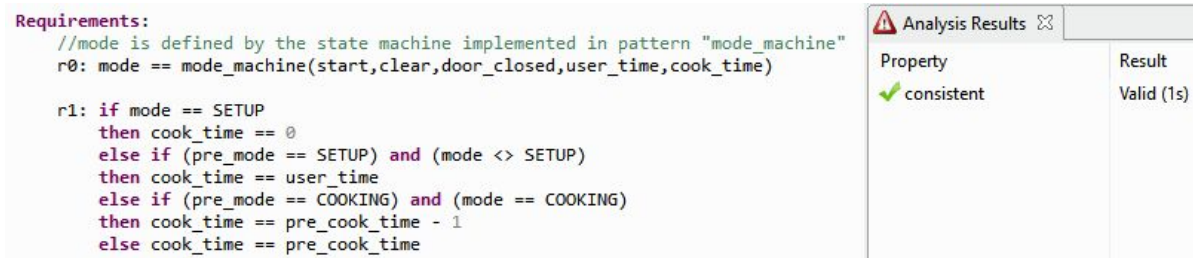 Requirements:
//mode is defined by the state machine implemented in pattern "mode_machine"
r0: mode == mode_machine(start,clear,door_closed,user_time,cook_time)
r1: if mode == SETUP
then cook_time == 0
else if (pre_mode == SETUP) and (mode <> SETUP)
then cook_time == user_time
else if (pre_mode == COOKING) and (mode == COOKING)
then cook_time == pre_cook_time - 1
else cook_time == pre_cook_time
Analysis Results
Property Result
consistent Valid (1s)